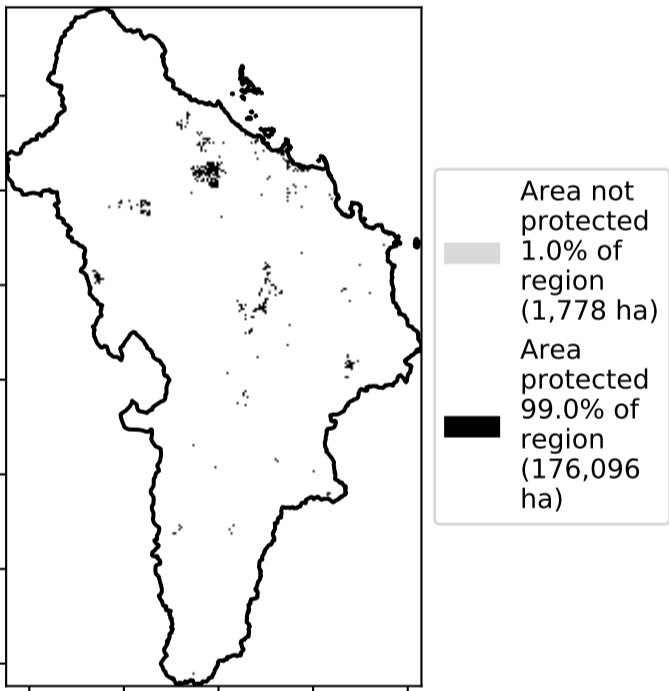 Area not
protected
1.0% of
region
(1,778 ha)
Area
protected
99.0% of
region
(176,096
ha)